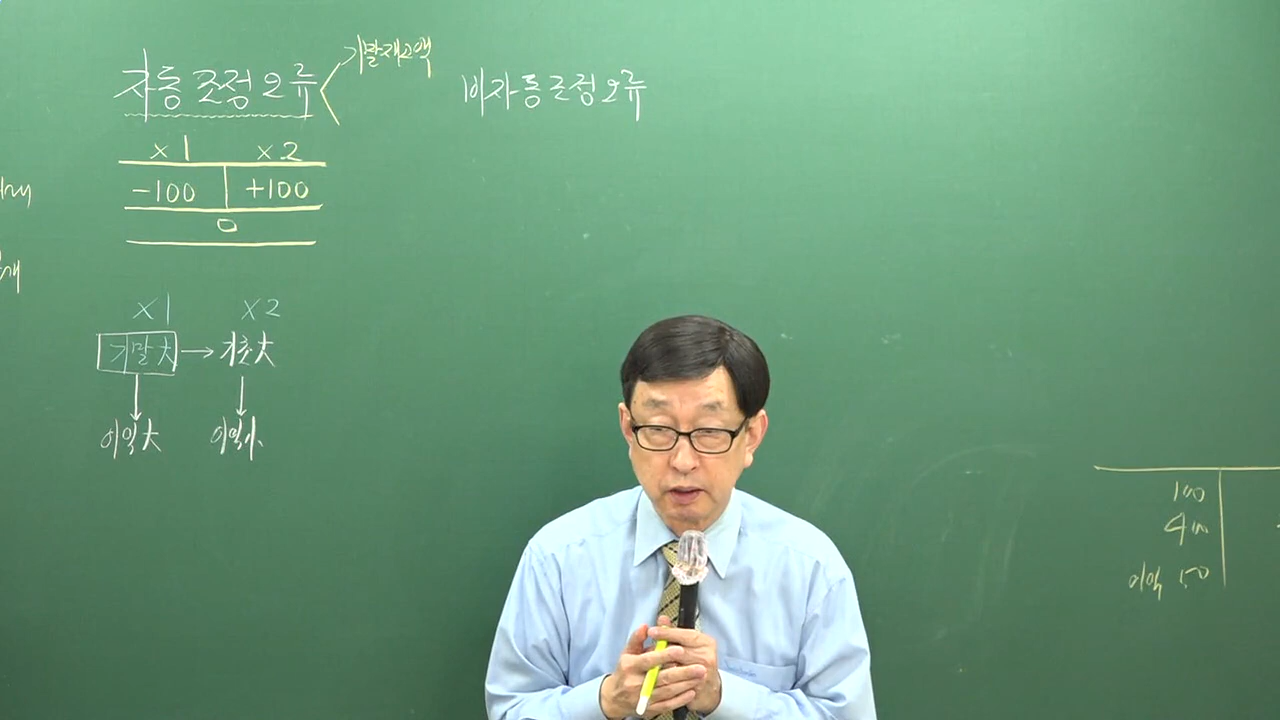 자동조정오류
기말재고액
비자동조정오류
x1 x2
-100 +100
0
x1 x2
기말大 → 기초大
이익大 이익小
100
400
이익 50